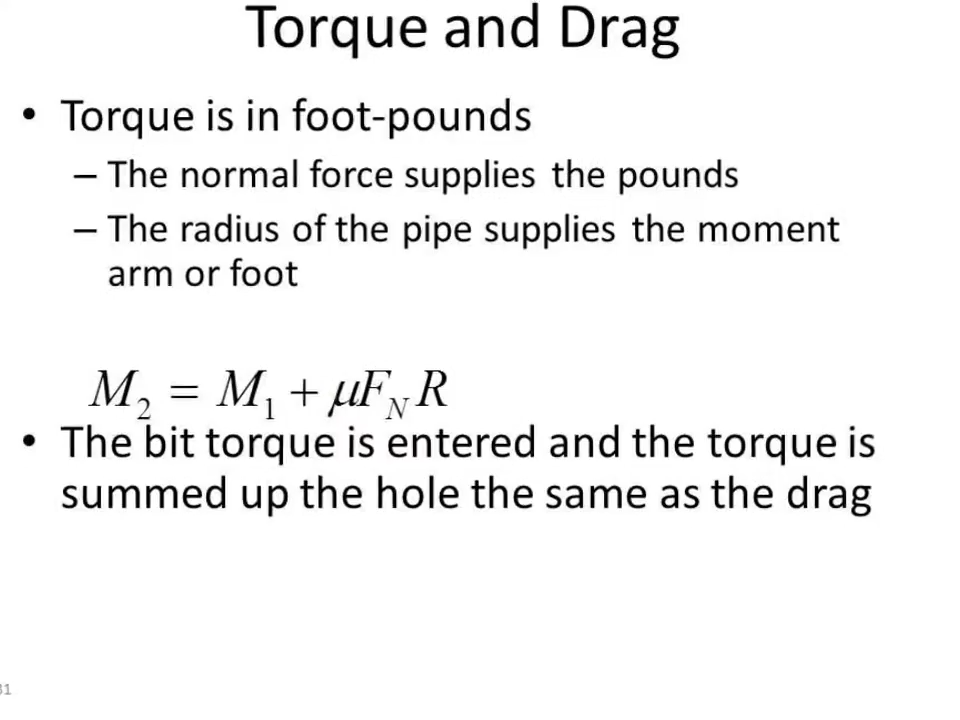 Torque and Drag
• Torque is in foot-pounds
– The normal force supplies the pounds
– The radius of the pipe supplies the moment
arm or foot
M₂ = M₁ + μF_N R
• The bit torque is entered and the torque is
summed up the hole the same as the drag
31